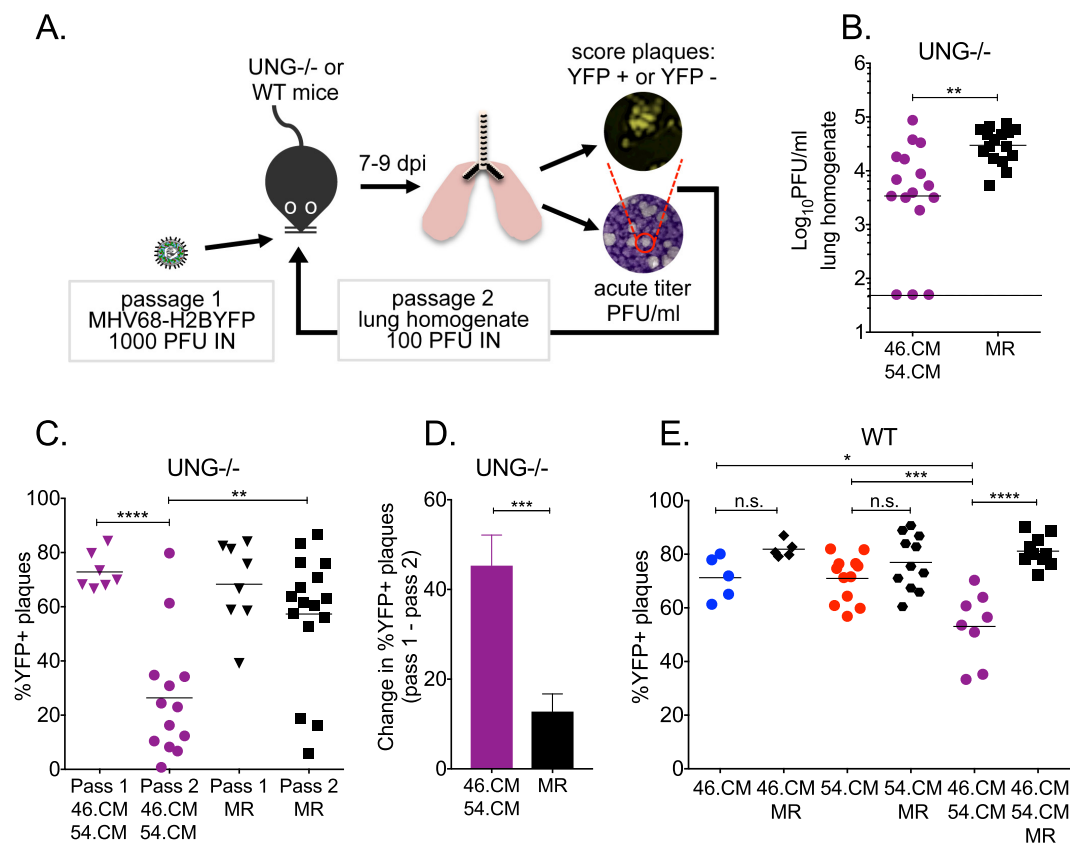 A.
UNG-/- or
WT mice
7-9 dpi
score plaques:
YFP + or YFP -
acute titer
PFU/ml
passage 1
MHV68-H2BYFP
1000 PFU IN
passage 2
lung homogenate
100 PFU IN
B.
UNG-/-
**
Log10PFU/ml
lung homogenate
6
5
4
3
2
1
46.CM
54.CM
MR
C.
UNG-/-
**
****
%YFP+ plaques
100
80
60
40
20
0
Pass 1
46.CM
54.CM
Pass 2
46.CM
54.CM
Pass 1
MR
Pass 2
MR
D.
UNG-/-
***
Change in %YFP+ plaques
(pass 1 - pass 2)
60
40
20
0
46.CM
54.CM
MR
E.
WT
*
***
n.s.
n.s.
****
%YFP+ plaques
100
80
60
40
20
0
46.CM
46.CM
MR
54.CM
54.CM
MR
46.CM
54.CM
46.CM
54.CM
MR